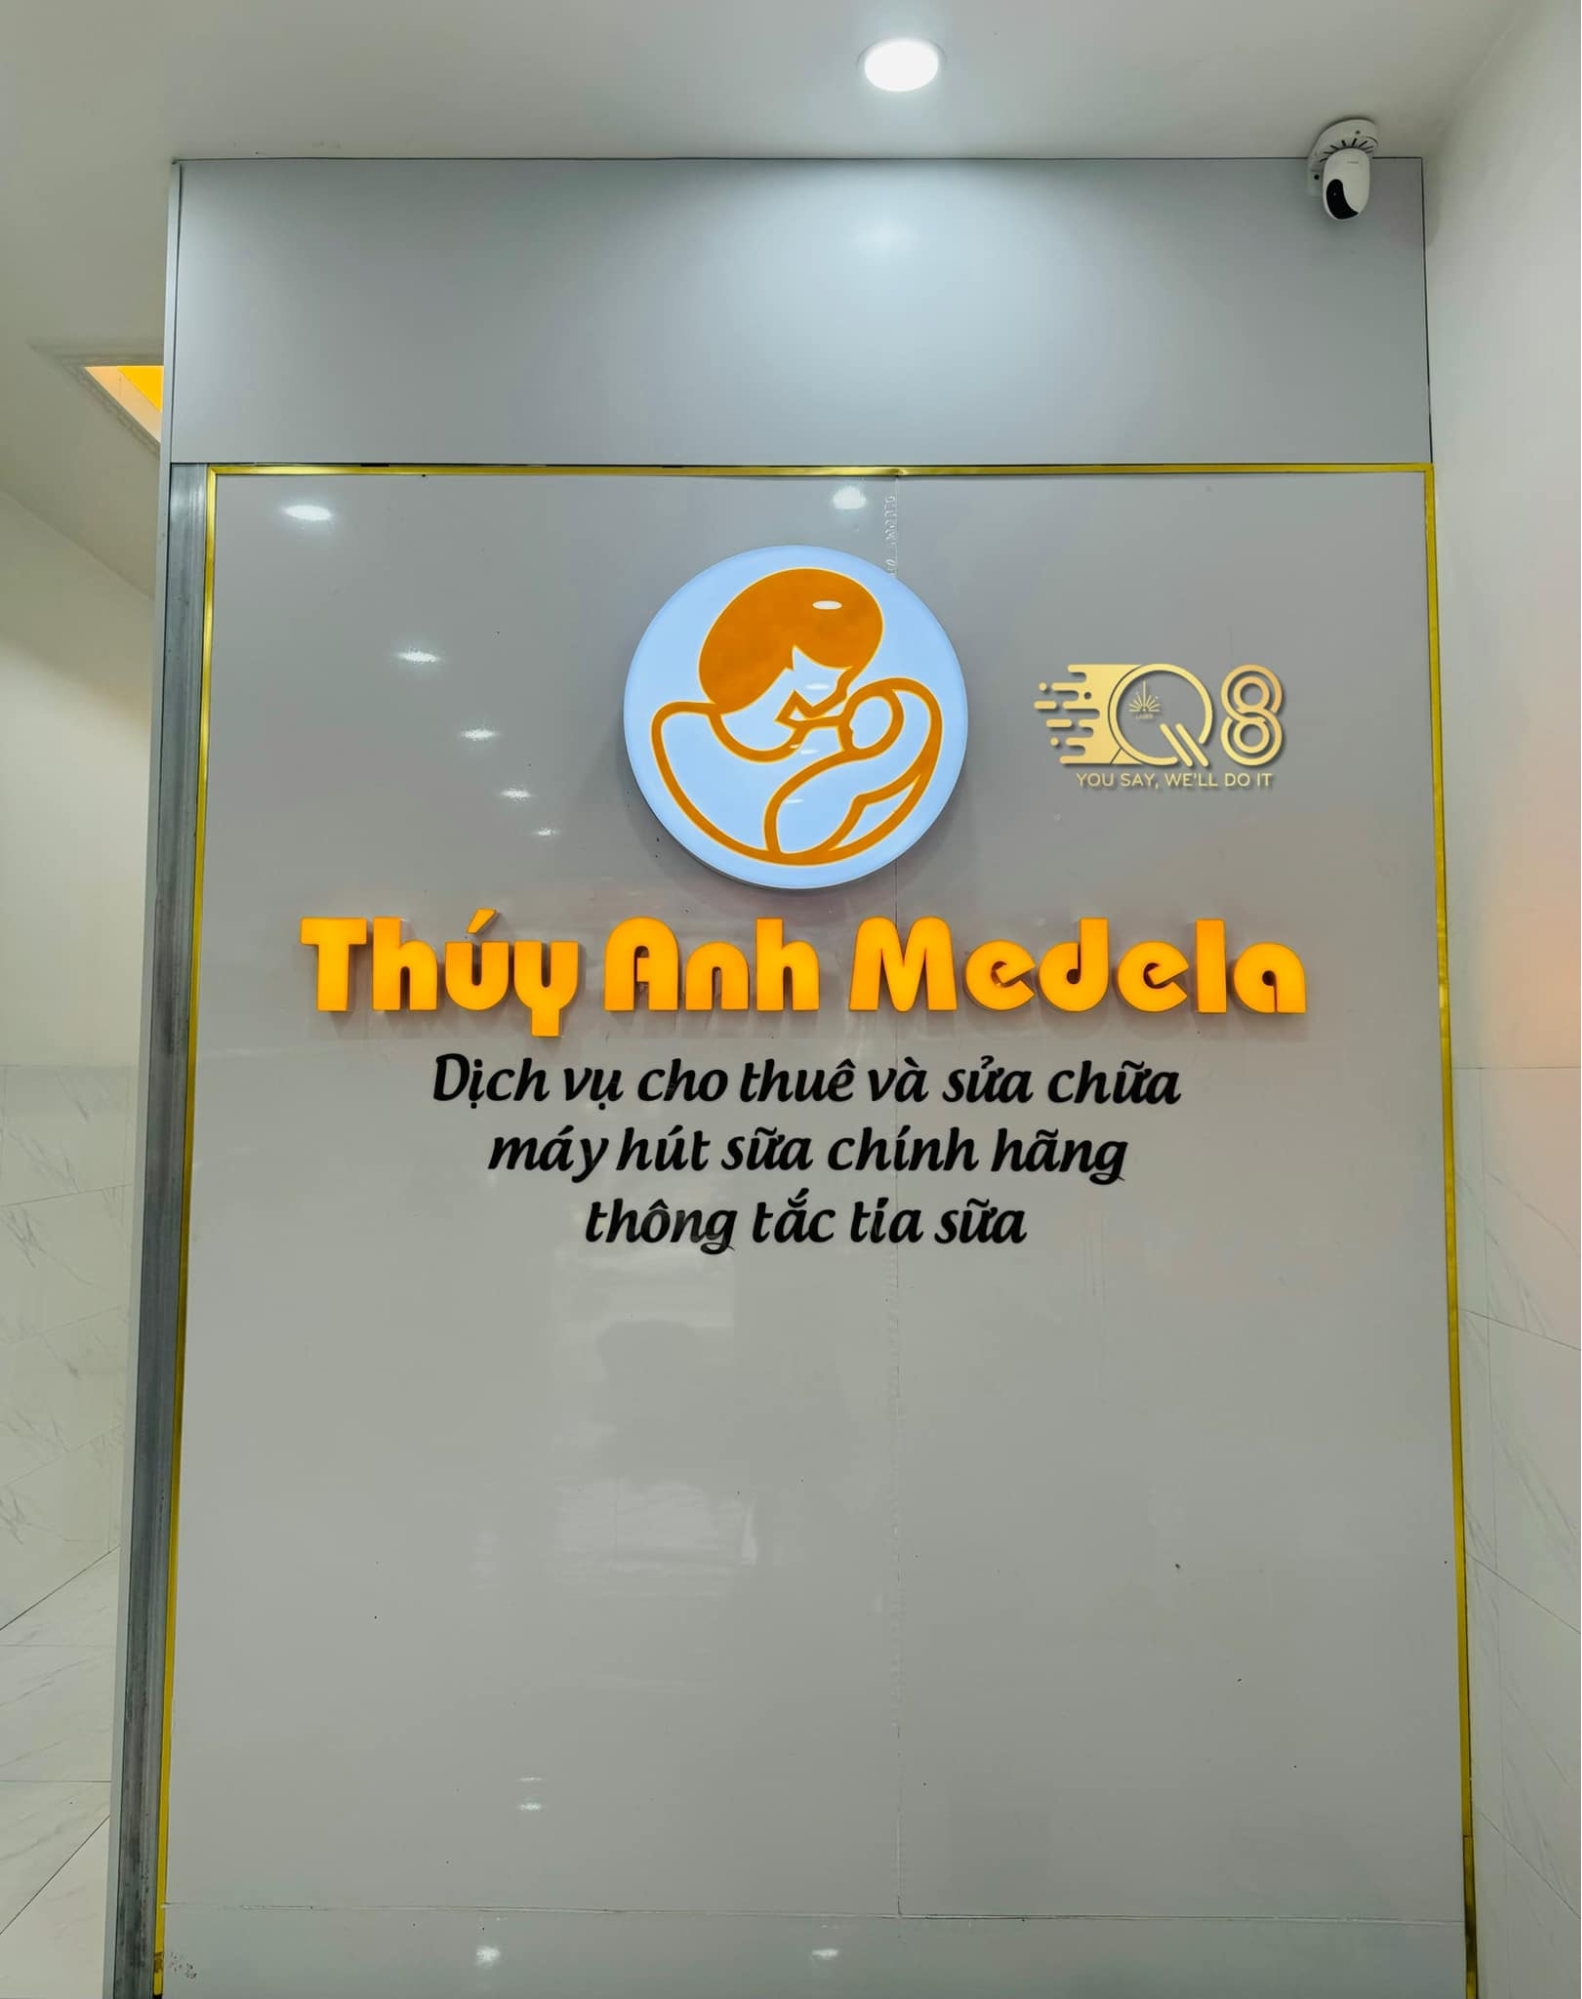 Q8
YOU SAY, WE'LL DO IT
Thúy Anh Medela
Dịch vụ cho thuê và sửa chữa
máy hút sữa chính hãng
thông tắc tia sữa